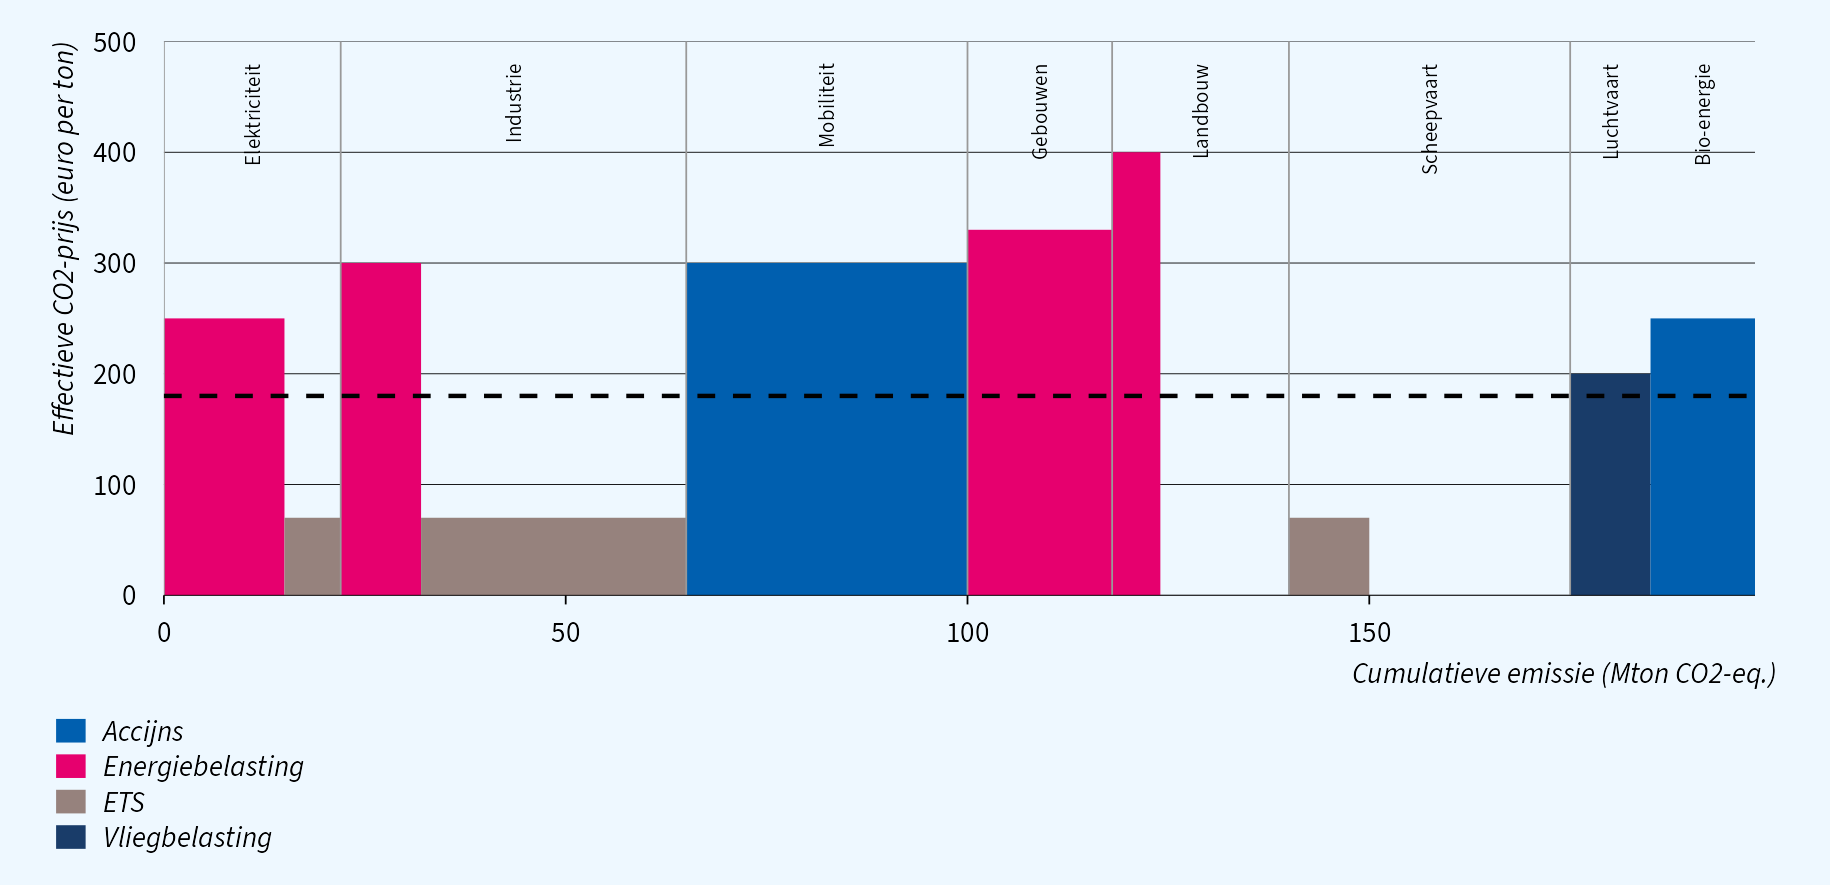 Effectieve CO2-prijs (euro per ton)
500
400
300
200
100
0
Elektriciteit
Industrie
Mobiliteit
Gebouwen
Landbouw
Scheepvaart
Luchtvaart
Bio-energie
0
50
100
150
Cumulatieve emissie (Mton CO2-eq.)
Accijns
Energiebelasting
ETS
Vliegbelasting